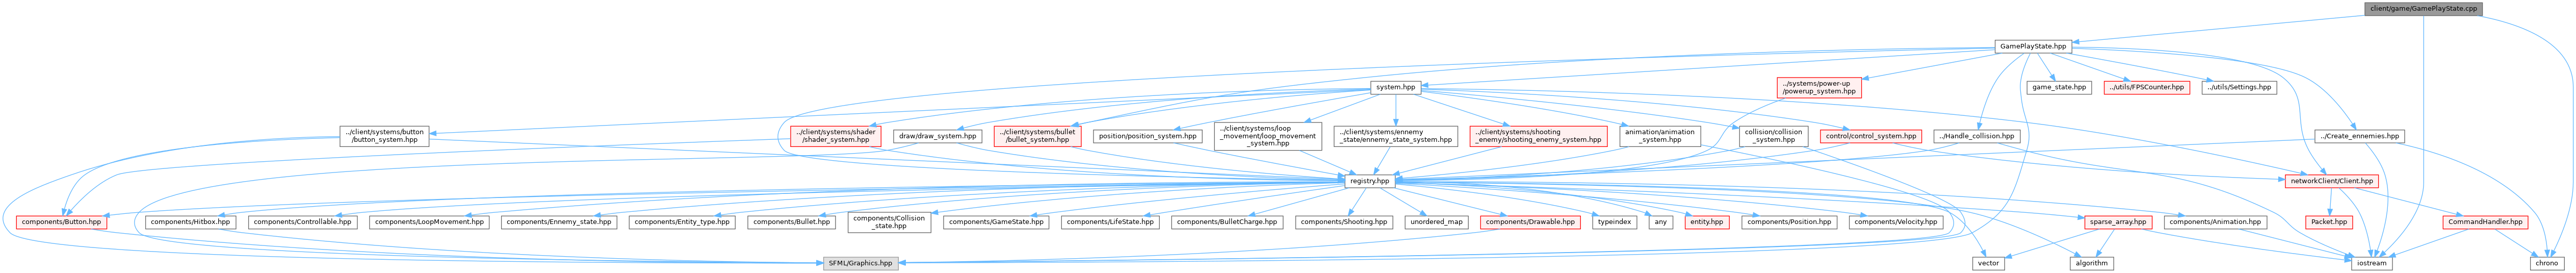 client/game/GamePlayState.cpp
GamePlayState.hpp
system.hpp
../systems/power-up
/powerup_system.hpp
game_state.hpp
../utils/FPSCounter.hpp
../utils/Settings.hpp
../client/systems/button
/button_system.hpp
../client/systems/shader
/shader_system.hpp
draw/draw_system.hpp
../client/systems/bullet
/bullet_system.hpp
position/position_system.hpp
../client/systems/loop
_movement/loop_movement
_system.hpp
../client/systems/ennemy
_state/ennemy_state_system.hpp
../client/systems/shooting
_enemy/shooting_enemy_system.hpp
animation/animation
_system.hpp
collision/collision
_system.hpp
control/control_system.hpp
../Handle_collision.hpp
../Create_ennemies.hpp
registry.hpp
networkClient/Client.hpp
components/Button.hpp
components/Hitbox.hpp
components/Controllable.hpp
components/LoopMovement.hpp
components/Ennemy_state.hpp
components/Entity_type.hpp
components/Bullet.hpp
components/Collision
_state.hpp
components/GameState.hpp
components/LifeState.hpp
components/BulletCharge.hpp
components/Shooting.hpp
unordered_map
components/Drawable.hpp
typeindex
any
entity.hpp
components/Position.hpp
components/Velocity.hpp
sparse_array.hpp
components/Animation.hpp
Packet.hpp
CommandHandler.hpp
SFML/Graphics.hpp
vector
algorithm
iostream
chrono